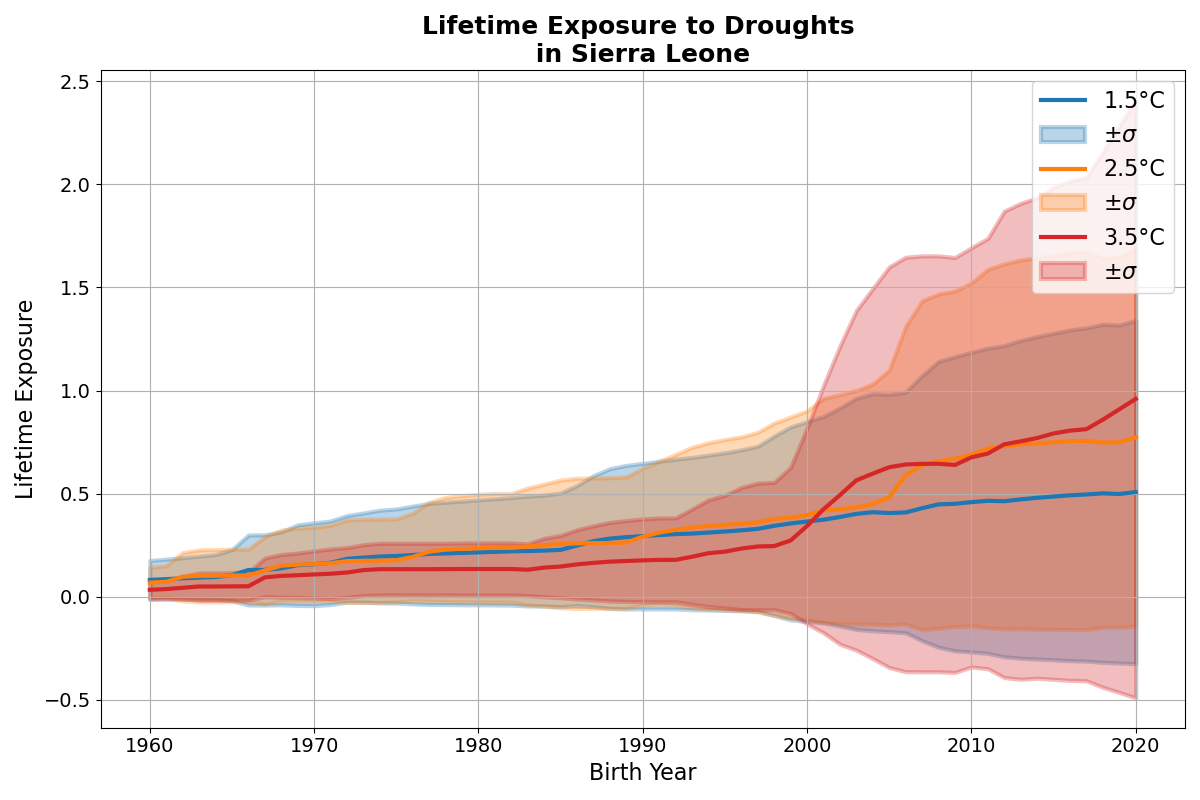 Lifetime Exposure to Droughts
in Sierra Leone
2.5
2.0
1.5
1.0
0.5
0.0
−0.5
Lifetime Exposure
1.5°C
±σ
2.5°C
±σ
3.5°C
±σ
1960 1970 1980 1990 2000 2010 2020
Birth Year